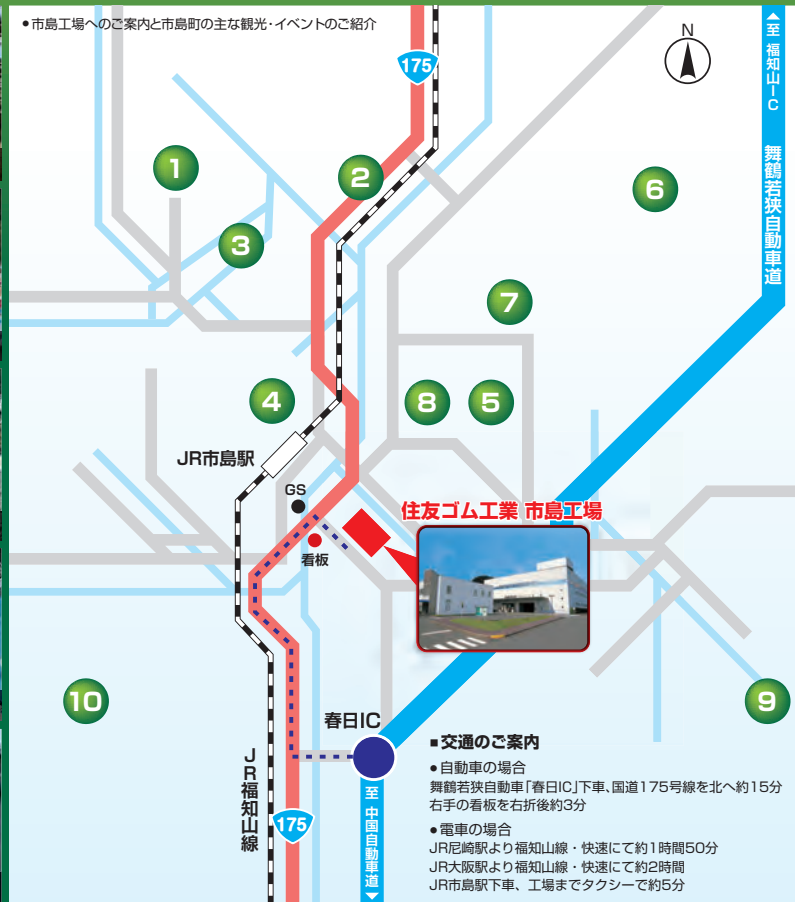 ●市島工場へのご案内と市島町の主な観光・イベントのご紹介
175
N
▲至 福知山IC
舞鶴若狭自動車道
1
2
6
3
7
4
8
5
JR市島駅
GS
住友ゴム工業 市島工場
看板
10
9
春日IC
JR福知山線
175
至 中国自動車道▼
■交通のご案内
●自動車の場合
舞鶴若狭自動車「春日IC」下車、国道175号線を北へ約15分
右手の看板を右折後約3分
●電車の場合
JR尼崎駅より福知山線・快速にて約1時間50分
JR大阪駅より福知山線・快速にて約2時間
JR市島駅下車、工場までタクシーで約5分